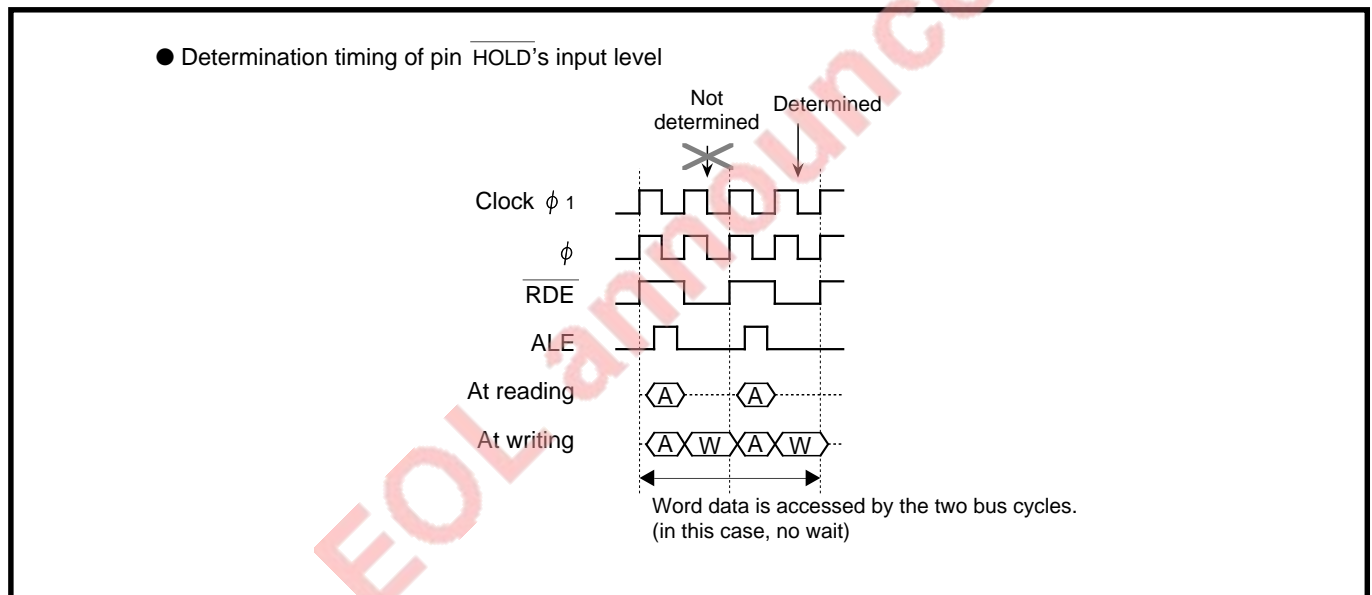 ● Determination timing of pin HOLD's input level
Not
determined
Determined
Clock ϕ 1
ϕ
RDE
ALE
At reading
A
A
At writing
A
W
A
W
Word data is accessed by the two bus cycles.
(in this case, no wait)
EOL announc